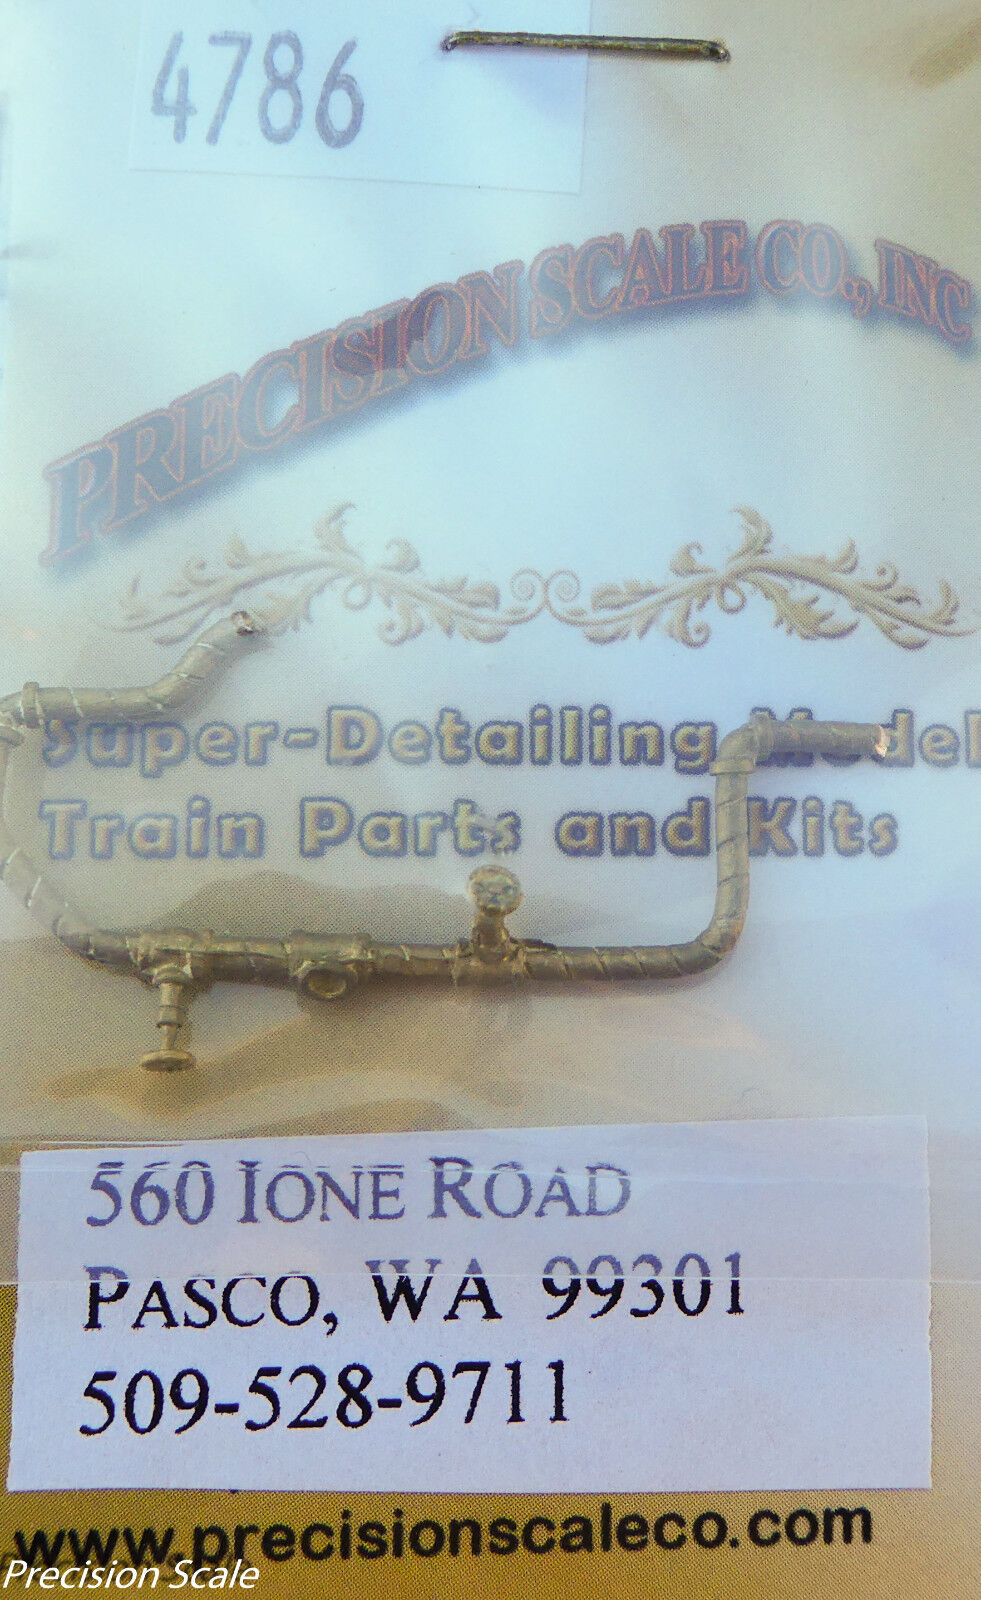 4786
PRECISION SCALE CO., INC
Super-Detailing Model
Train Parts and Kits
560 IONE ROAD
PASCO, WA 99301
509-528-9711
www.precisionscaleco.com
Precision Scale